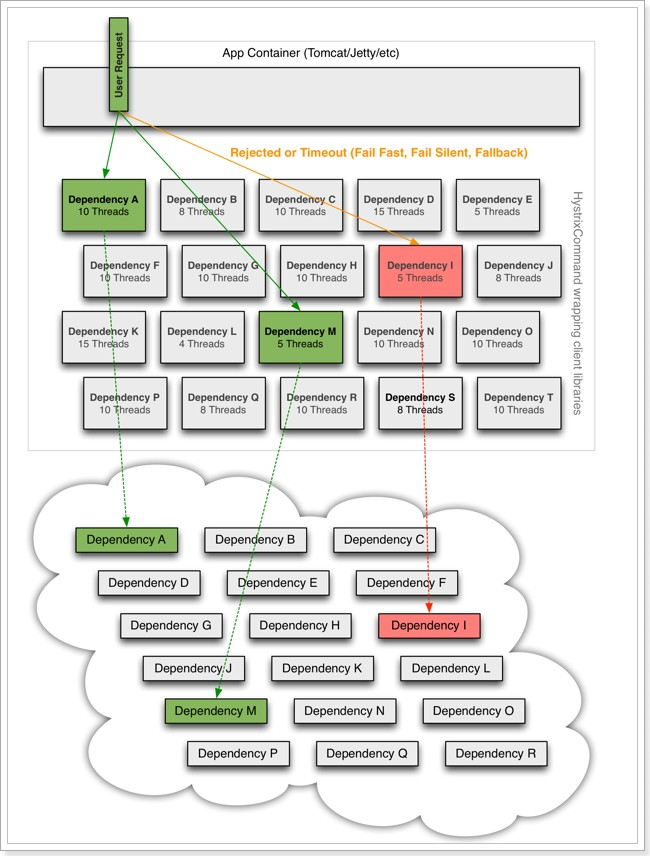 User Request
App Container (Tomcat/Jetty/etc)
Rejected or Timeout (Fail Fast, Fail Silent, Fallback)
Dependency A
10 Threads
Dependency B
8 Threads
Dependency C
10 Threads
Dependency D
15 Threads
Dependency E
5 Threads
Dependency F
10 Threads
Dependency G
10 Threads
Dependency H
10 Threads
Dependency I
5 Threads
Dependency J
8 Threads
Dependency K
15 Threads
Dependency L
4 Threads
Dependency M
5 Threads
Dependency N
10 Threads
Dependency O
10 Threads
Dependency P
10 Threads
Dependency Q
8 Threads
Dependency R
10 Threads
Dependency S
8 Threads
Dependency T
10 Threads
HystrixCommand wrapping client libraries
Dependency A
Dependency B
Dependency C
Dependency D
Dependency E
Dependency F
Dependency G
Dependency H
Dependency I
Dependency J
Dependency K
Dependency L
Dependency M
Dependency N
Dependency O
Dependency P
Dependency Q
Dependency R